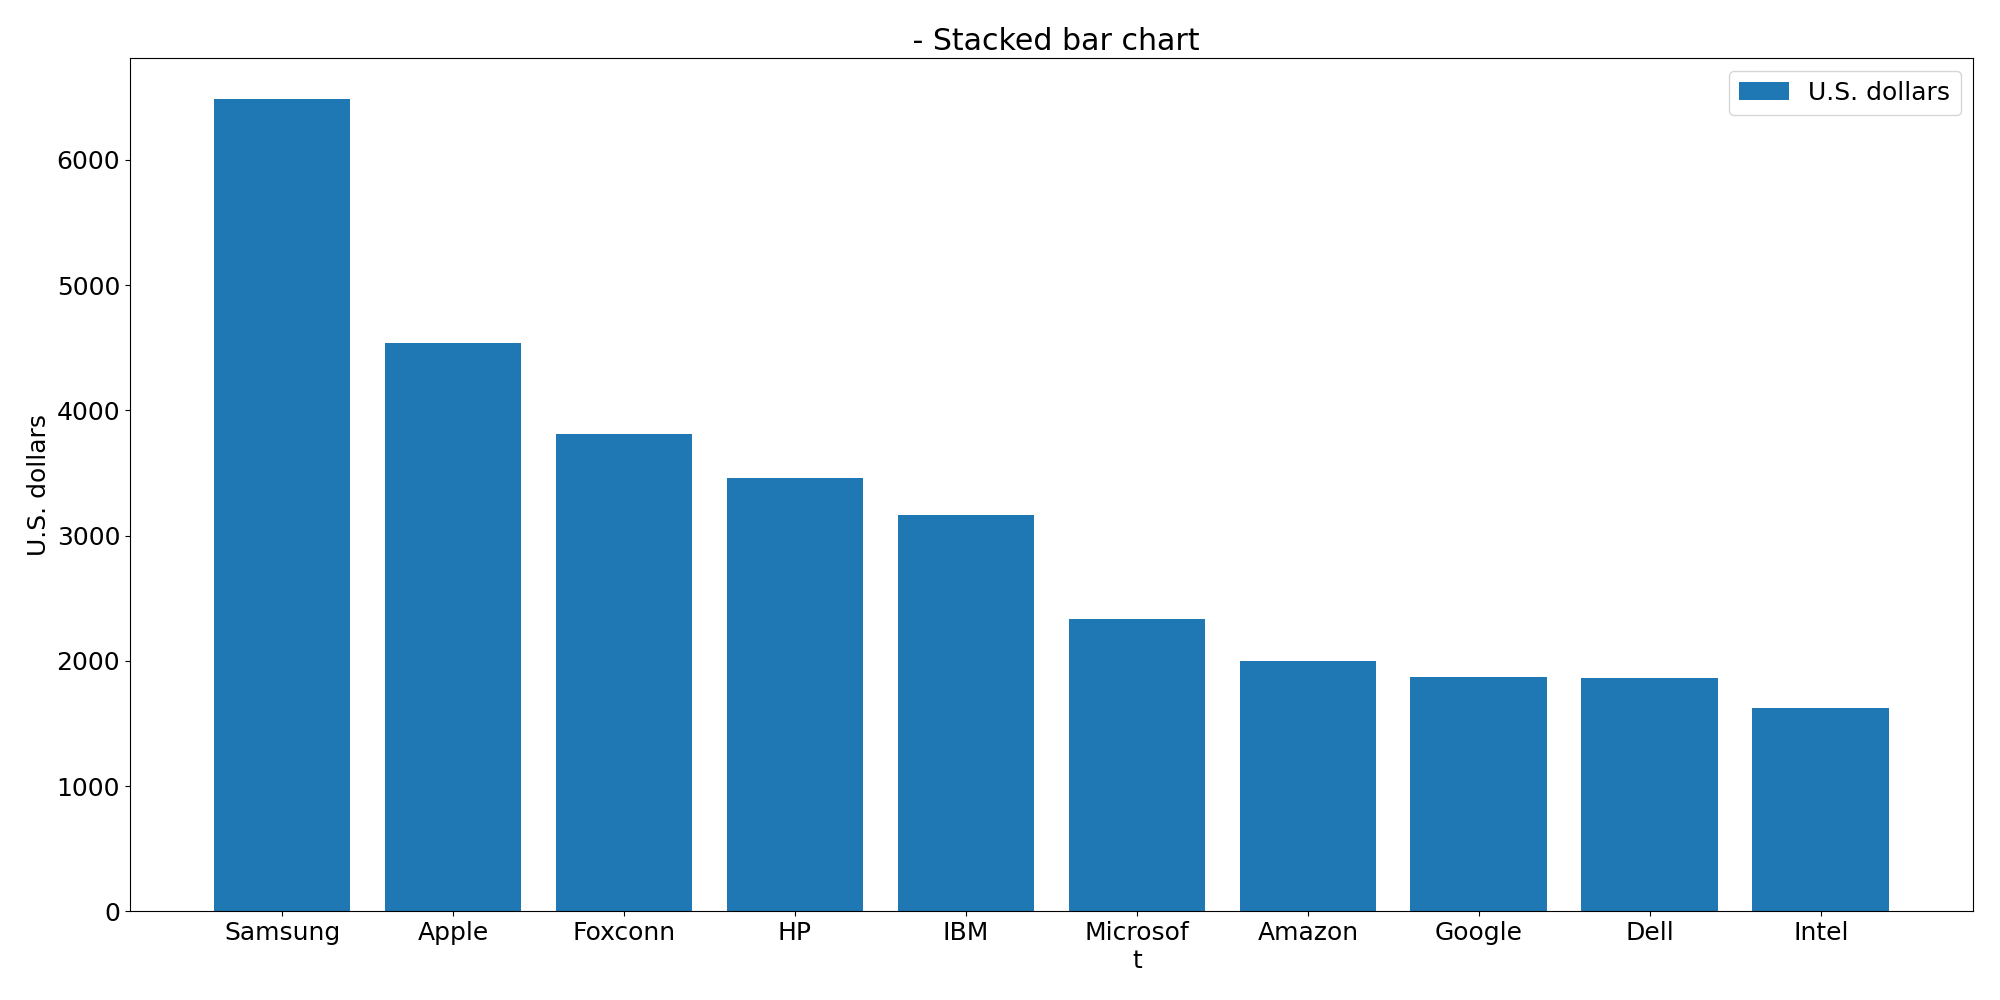 - Stacked bar chart
U.S. dollars
6000
5000
4000
3000
2000
1000
0
U.S. dollars
Samsung
Apple
Foxconn
HP
IBM
Microsof
t
Amazon
Google
Dell
Intel